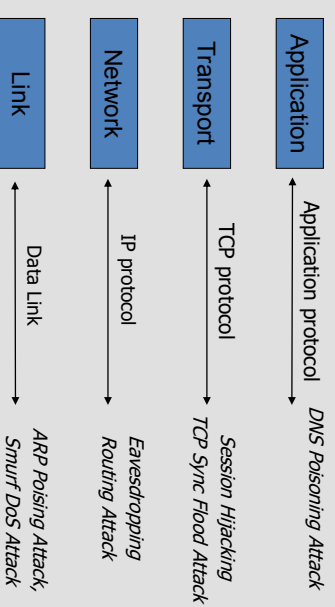 Application
Application protocol
DNS Poisoning Attack
Transport
TCP protocol
Session Hijacking
TCP Sync Flood Attack
Network
IP protocol
Eavesdropping
Routing Attack
Link
Data Link
ARP Poising Attack,
Smurf DoS Attack